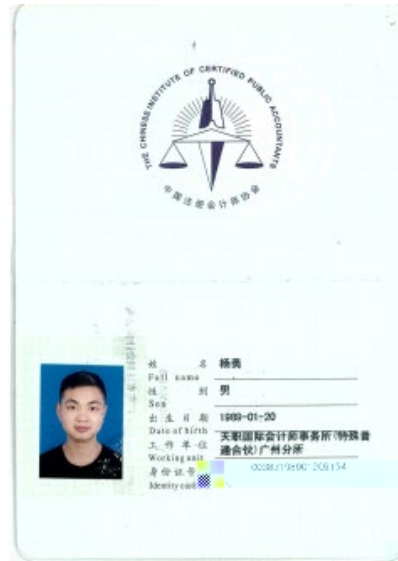 THE CHINESE INSTITUTE OF CERTIFIED PUBLIC ACCOUNTANTS
中国注册会计师协会
姓 名 杨勇
Full name
性 别 男
Sex
出生日期 1989-01-20
Date of birth
工作单位 天职国际会计师事务所(特殊普
Working unit 通合伙)广州分所
身份证号
Identity card